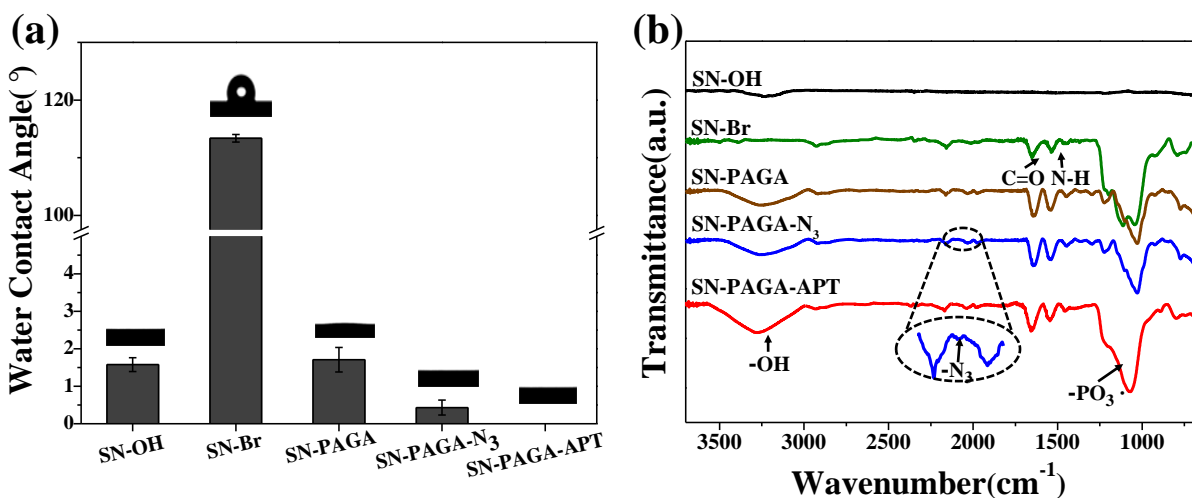 (a)
Water Contact Angle(°)
120
100
4
3
2
1
0
SN-OH
SN-Br
SN-PAGA
SN-PAGA-N3
SN-PAGA-APT
(b)
Transmittance(a.u.)
SN-OH
SN-Br
C=O N-H
SN-PAGA
SN-PAGA-N3
SN-PAGA-APT
-OH
-N3
-PO3
3500 3000 2500 2000 1500 1000
Wavenumber(cm-1)